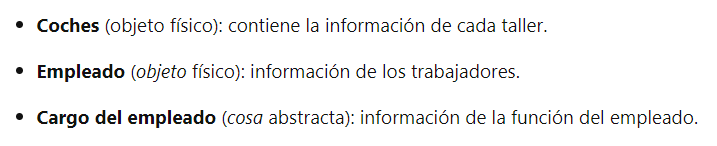 • Coches (objeto físico): contiene la información de cada taller.
• Empleado (objeto físico): información de los trabajadores.
• Cargo del empleado (cosa abstracta): información de la función del empleado.